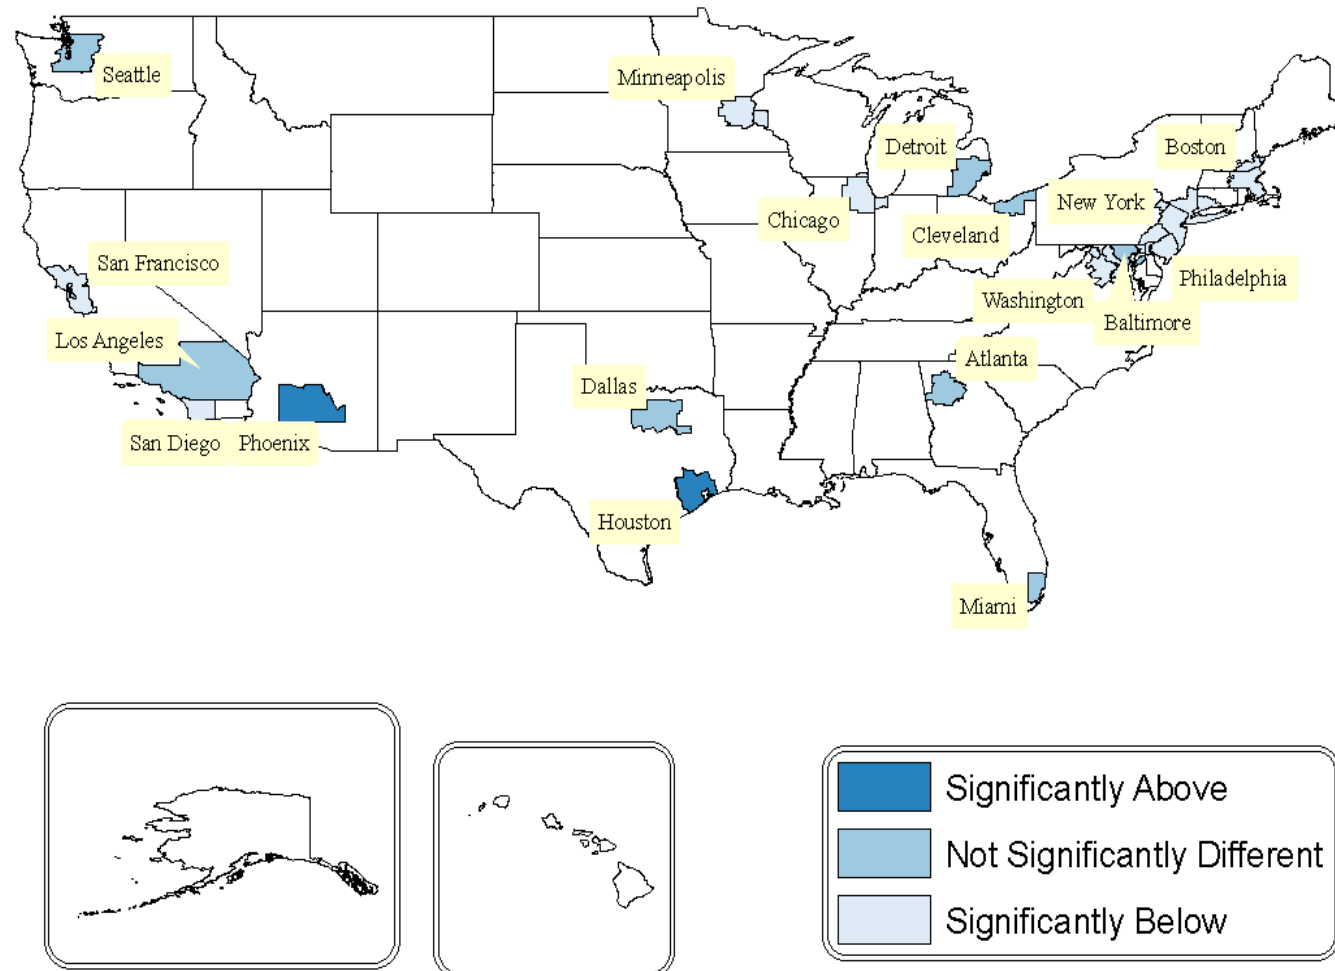 Seattle
Minneapolis
Detroit
Boston
New York
Chicago
Cleveland
San Francisco
Philadelphia
Washington
Baltimore
Los Angeles
Atlanta
Dallas
San Diego
Phoenix
Houston
Miami
Significantly Above
Not Significantly Different
Significantly Below